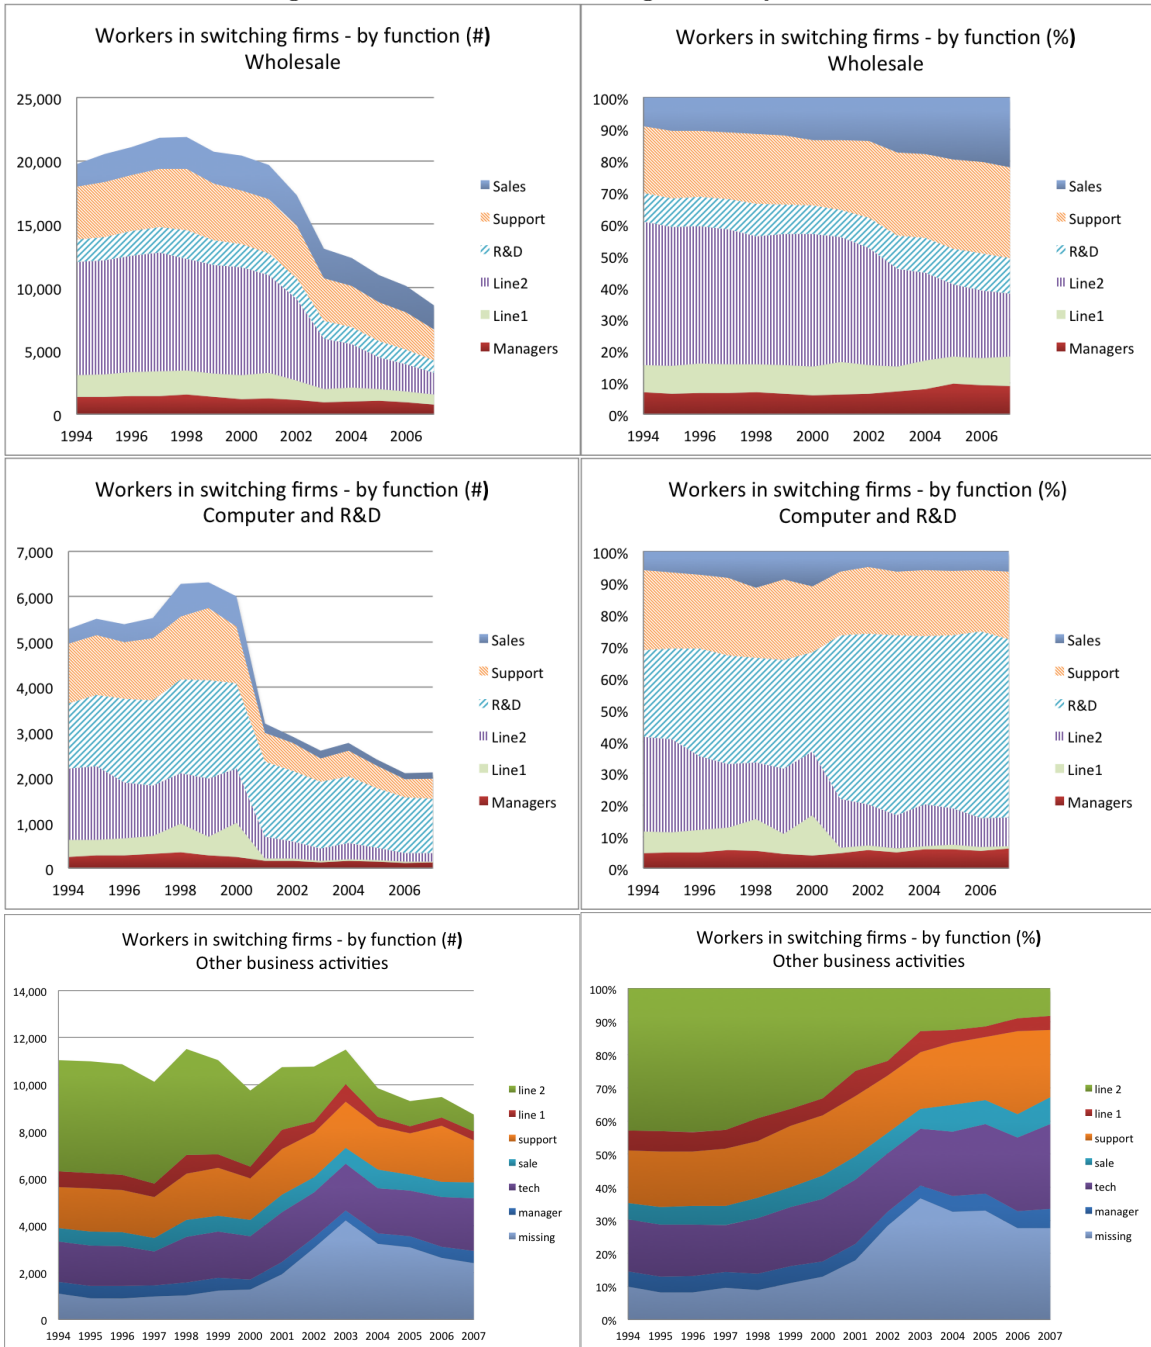 Workers in switching firms - by function (#)
Wholesale
25,000
20,000
15,000
10,000
5,000
0
1994 1996 1998 2000 2002 2004 2006
Sales
Support
R&D
Line2
Line1
Managers
Workers in switching firms - by function (%)
Wholesale
100%
90%
80%
70%
60%
50%
40%
30%
20%
10%
0%
1994 1996 1998 2000 2002 2004 2006
Sales
Support
R&D
Line2
Line1
Managers
Workers in switching firms - by function (#)
Computer and R&D
7,000
6,000
5,000
4,000
3,000
2,000
1,000
0
1994 1996 1998 2000 2002 2004 2006
Sales
Support
R&D
Line2
Line1
Managers
Workers in switching firms - by function (%)
Computer and R&D
100%
90%
80%
70%
60%
50%
40%
30%
20%
10%
0%
1994 1996 1998 2000 2002 2004 2006
Sales
Support
R&D
Line2
Line1
Managers
Workers in switching firms - by function (#)
Other business activities
14,000
12,000
10,000
8,000
6,000
4,000
2,000
0
1994 1995 1996 1997 1998 1999 2000 2001 2002 2003 2004 2005 2006 2007
line 2
line 1
support
sale
tech
manager
missing
Workers in switching firms - by function (%)
Other business activities
100%
90%
80%
70%
60%
50%
40%
30%
20%
10%
0%
1994 1995 1996 1997 1998 1999 2000 2001 2002 2003 2004 2005 2006 2007
line 2
line 1
support
sale
tech
manager
missing